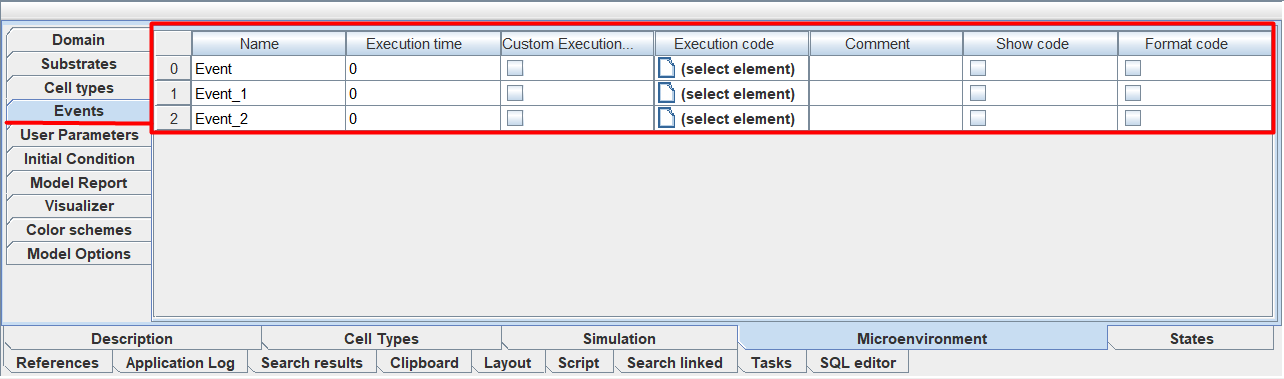 Domain
Substrates
Cell types
Events
User Parameters
Initial Condition
Model Report
Visualizer
Color schemes
Model Options
Name Execution time Custom Execution... Execution code Comment Show code Format code
0 Event 0 (select element)
1 Event_1 0 (select element)
2 Event_2 0 (select element)
Description Cell Types Simulation Microenvironment States
References Application Log Search results Clipboard Layout Script Search linked Tasks SQL editor